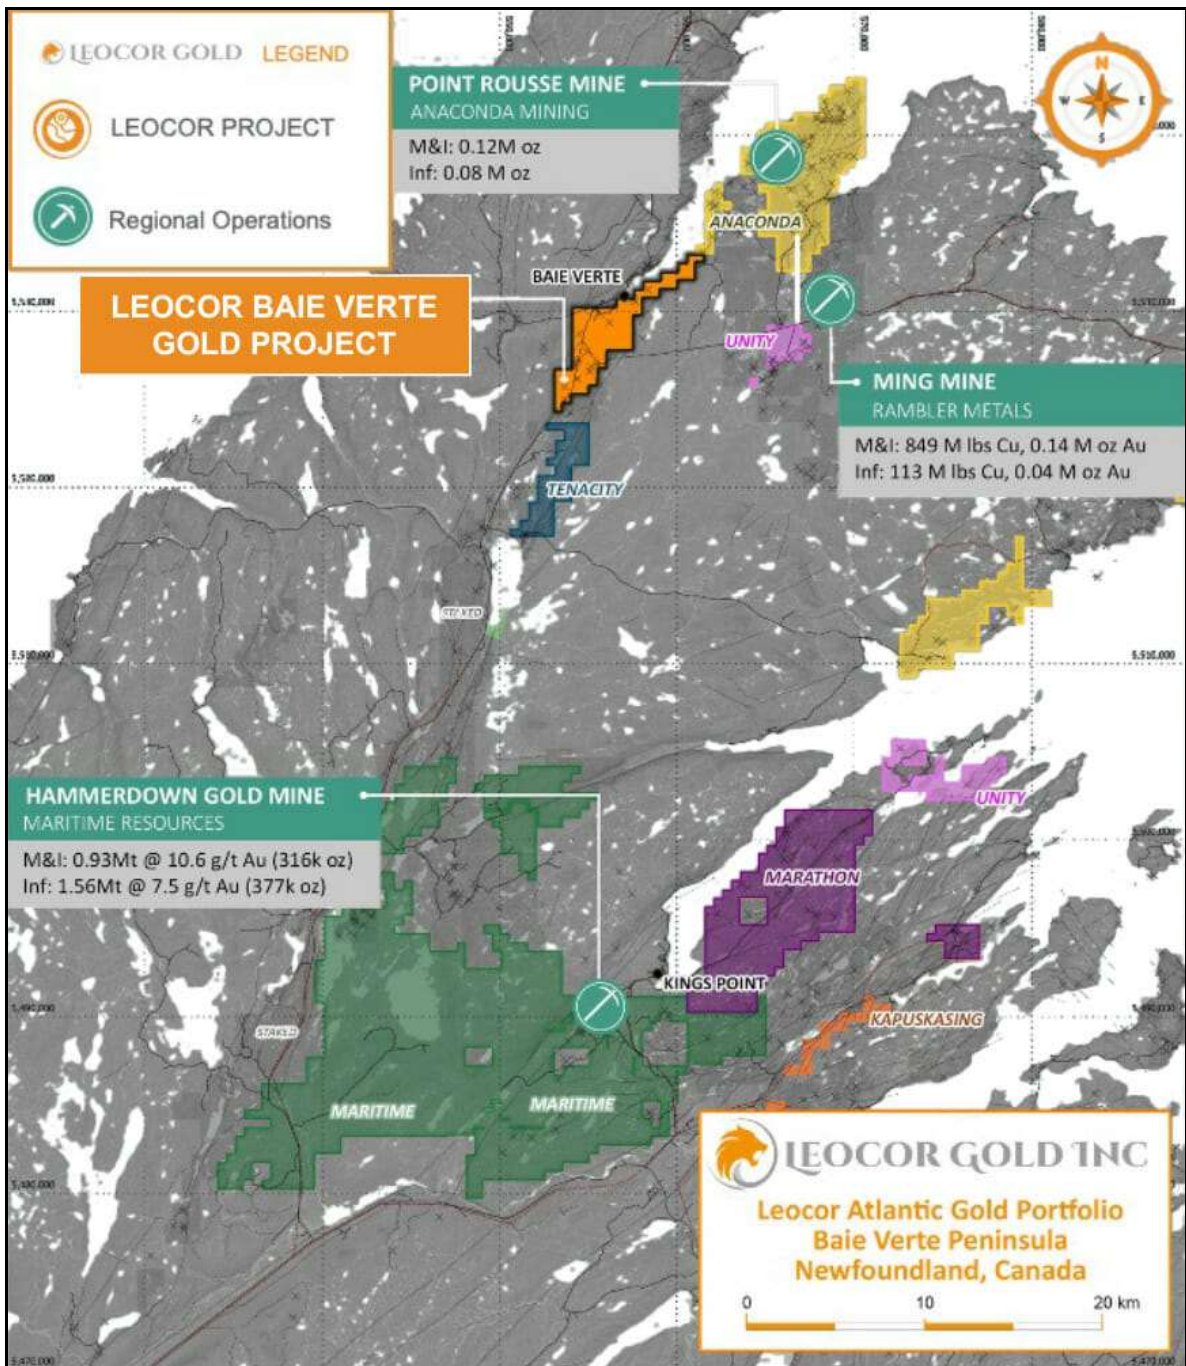 LEOCOR GOLD LEGEND
LEOCOR PROJECT
Regional Operations
POINT ROUSSE MINE
ANACONDA MINING
M&I: 0.12M oz
Inf: 0.08 M oz
N
W
E
S
ANACONDA
BAIE VERTE
LEOCOR BAIE VERTE
GOLD PROJECT
UNITY
MING MINE
RAMBLER METALS
M&I: 849 M lbs Cu, 0.14 M oz Au
Inf: 113 M lbs Cu, 0.04 M oz Au
TENACITY
STAKED
5,510,000
HAMMERDOWN GOLD MINE
MARITIME RESOURCES
M&I: 0.93Mt @ 10.6 g/t Au (316k oz)
Inf: 1.56Mt @ 7.5 g/t Au (377k oz)
UNITY
MARATHON
KINGS POINT
KAPUSKASING
STAKED
MARITIME
MARITIME
LEOCOR GOLD INC
Leocor Atlantic Gold Portfolio
Baie Verte Peninsula
Newfoundland, Canada
0 10 20 km